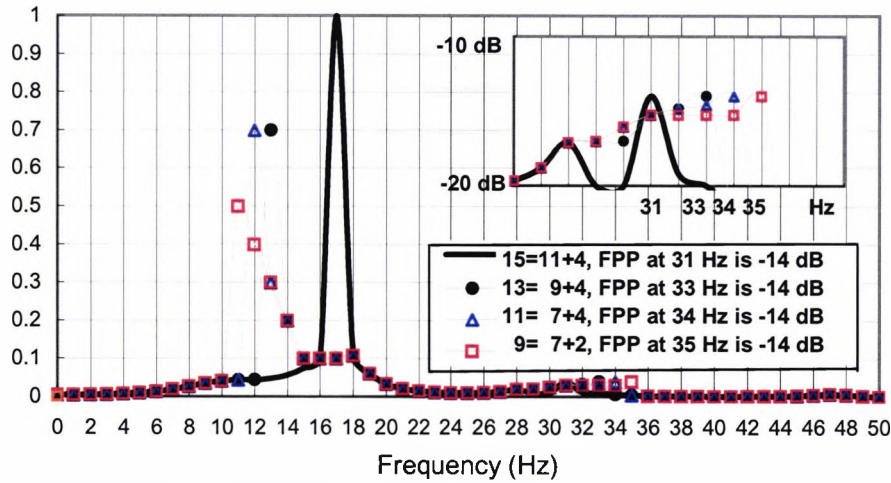 1
0.9
0.8
0.7
0.6
0.5
0.4
0.3
0.2
0.1
0
-10 dB
-20 dB
31 33 34 35 Hz
15=11+4, FPP at 31 Hz is -14 dB
13= 9+4, FPP at 33 Hz is -14 dB
11= 7+4, FPP at 34 Hz is -14 dB
9= 7+2, FPP at 35 Hz is -14 dB
0 2 4 6 8 10 12 14 16 18 20 22 24 26 28 30 32 34 36 38 40 42 44 46 48 50
Frequency (Hz)